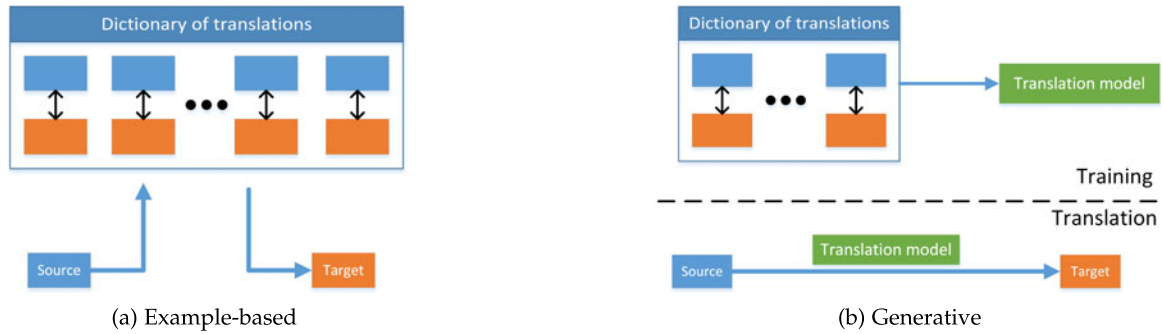 Dictionary of translations
Source
Target
(a) Example-based
Dictionary of translations
Translation model
Training
Translation
Translation model
Source
Target
(b) Generative